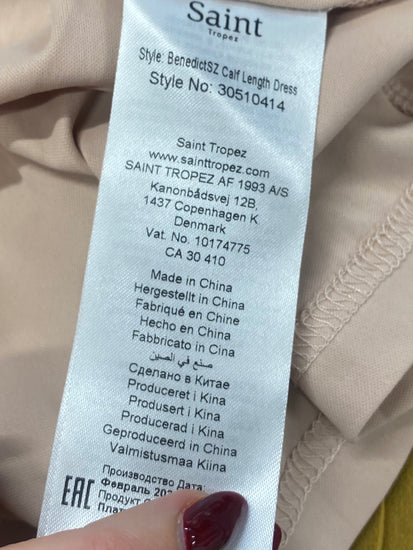 Saint
Tropez
Style: BenedictSZ Calf Length Dress
Style No: 30510414
Saint Tropez
www.sainttropez.com
SAINT TROPEZ AF 1993 A/S
Kanonbådsvej 12B,
1437 Copenhagen K
Denmark
Vat. No. 10174775
CA 30 410
Made in China
Hergestellt in China
Fabriqué en Chine
Hecho en China
Fabbricato in Cina
صنع في الصين
Сделано в Китае
Produceret i Kina
Produsert i Kina
Producerad i Kina
Geproduceerd in China
Valmistusmaa Kiina
Производство Дата:
Февраль
EAC Продукт